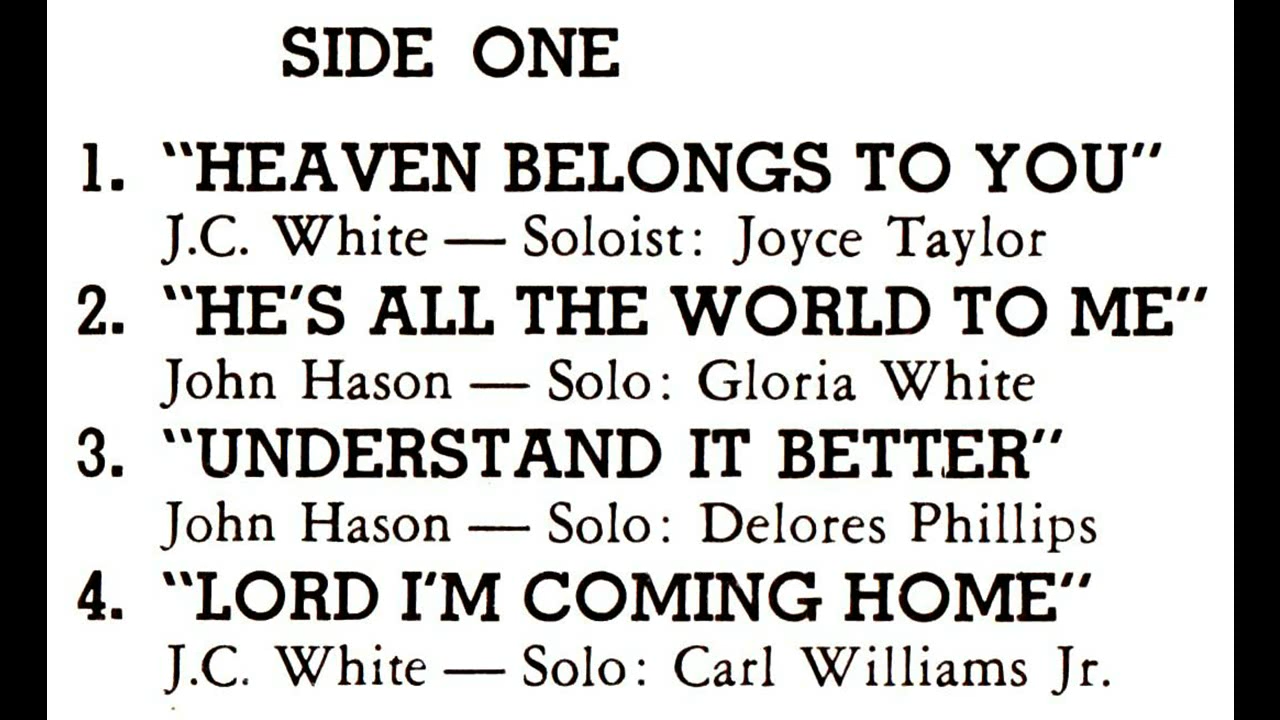 SIDE ONE
1. "HEAVEN BELONGS TO YOU"
J.C. White — Soloist: Joyce Taylor
2. "HE'S ALL THE WORLD TO ME"
John Hason — Solo: Gloria White
3. "UNDERSTAND IT BETTER"
John Hason — Solo: Delores Phillips
4. "LORD I'M COMING HOME"
J.C. White — Solo: Carl Williams Jr.